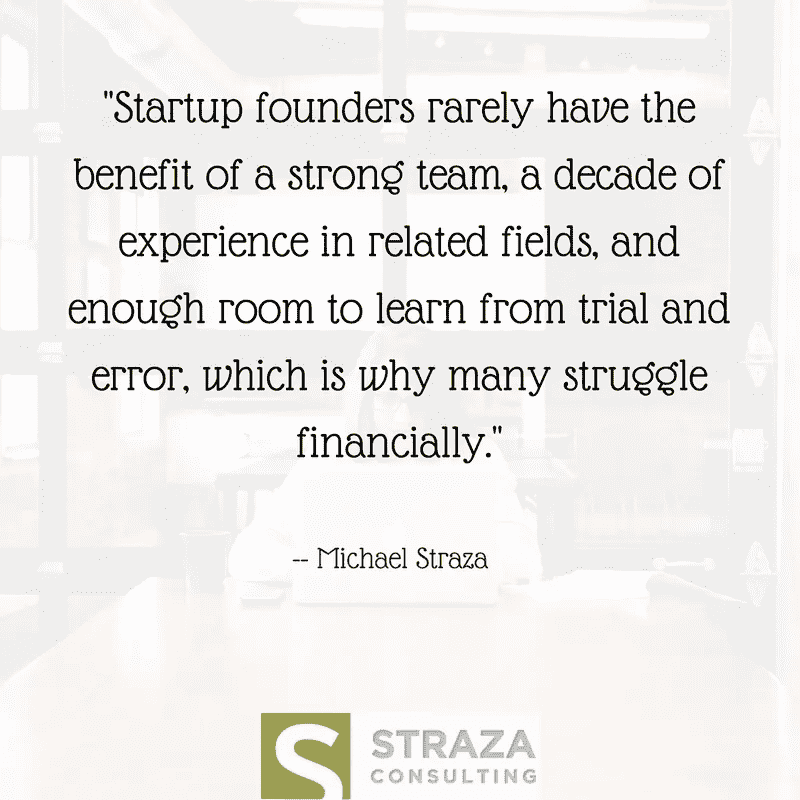 "Startup founders rarely have the
benefit of a strong team, a decade of
experience in related fields, and
enough room to learn from trial and
error, which is why many struggle
financially."
-- Michael Straza
S
STRAZA
CONSULTING